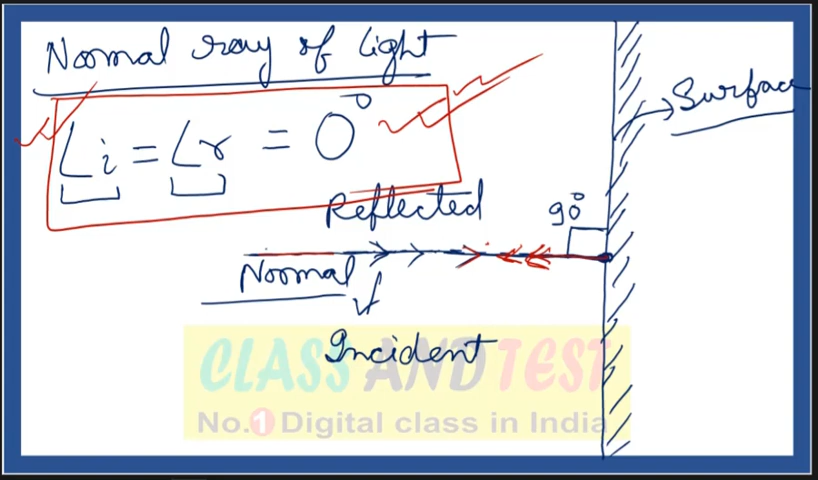 Normal ray of light
Surface
∠i = ∠r = 0°
Reflected
90°
Normal
Incident
CLASS AND TEST
No.1 Digital class in India